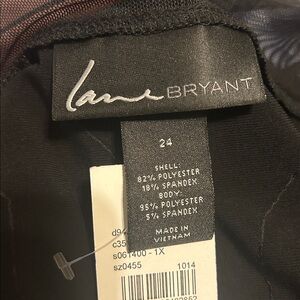 Lane BRYANT
24
SHELL:
82% POLYESTER
18% SPANDEX
BODY:
95% POLYESTER
5% SPANDEX
MADE IN
VIETNAM
s061400 - 1X
sz0455 1014